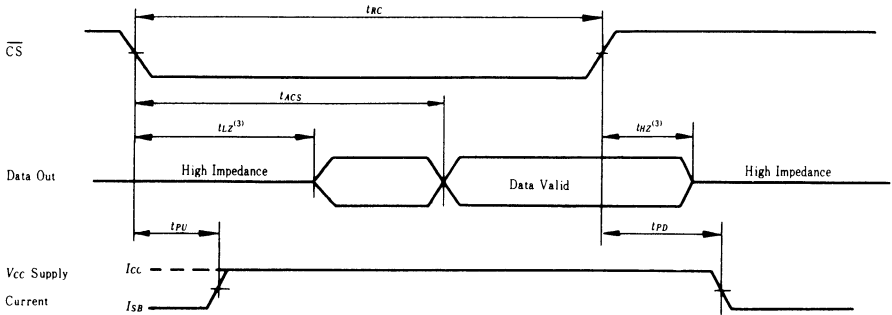 tRC
CS
tACS
tLZ(3)
tHZ(3)
Data Out
High Impedance
Data Valid
High Impedance
tPU
tPD
VCC Supply
Current
ICC
ISB